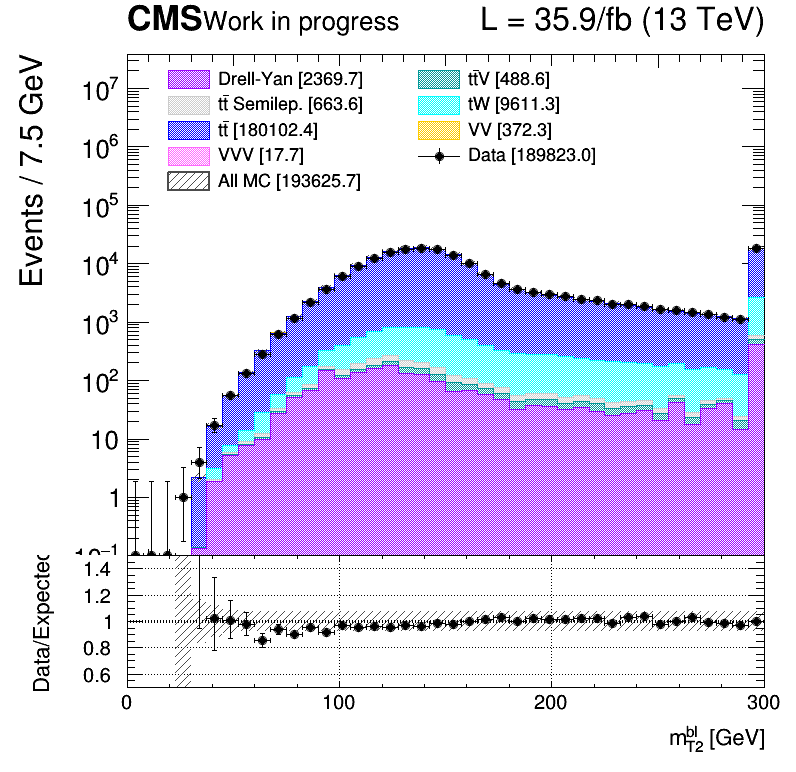 CMS Work in progress L = 35.9/fb (13 TeV)
Events / 7.5 GeV
Drell-Yan [2369.7] tt̄V [488.6]
tt̄ Semilep. [663.6] tW [9611.3]
tt̄ [180102.4] VV [372.3]
VVV [17.7] Data [189823.0]
All MC [193625.7]
10⁷
10⁶
10⁵
10⁴
10³
10²
10
1
10⁻¹
Data/Expected
1.4
1.2
1
0.8
0.6
0 100 200 300
m_{T2}^{bl} [GeV]